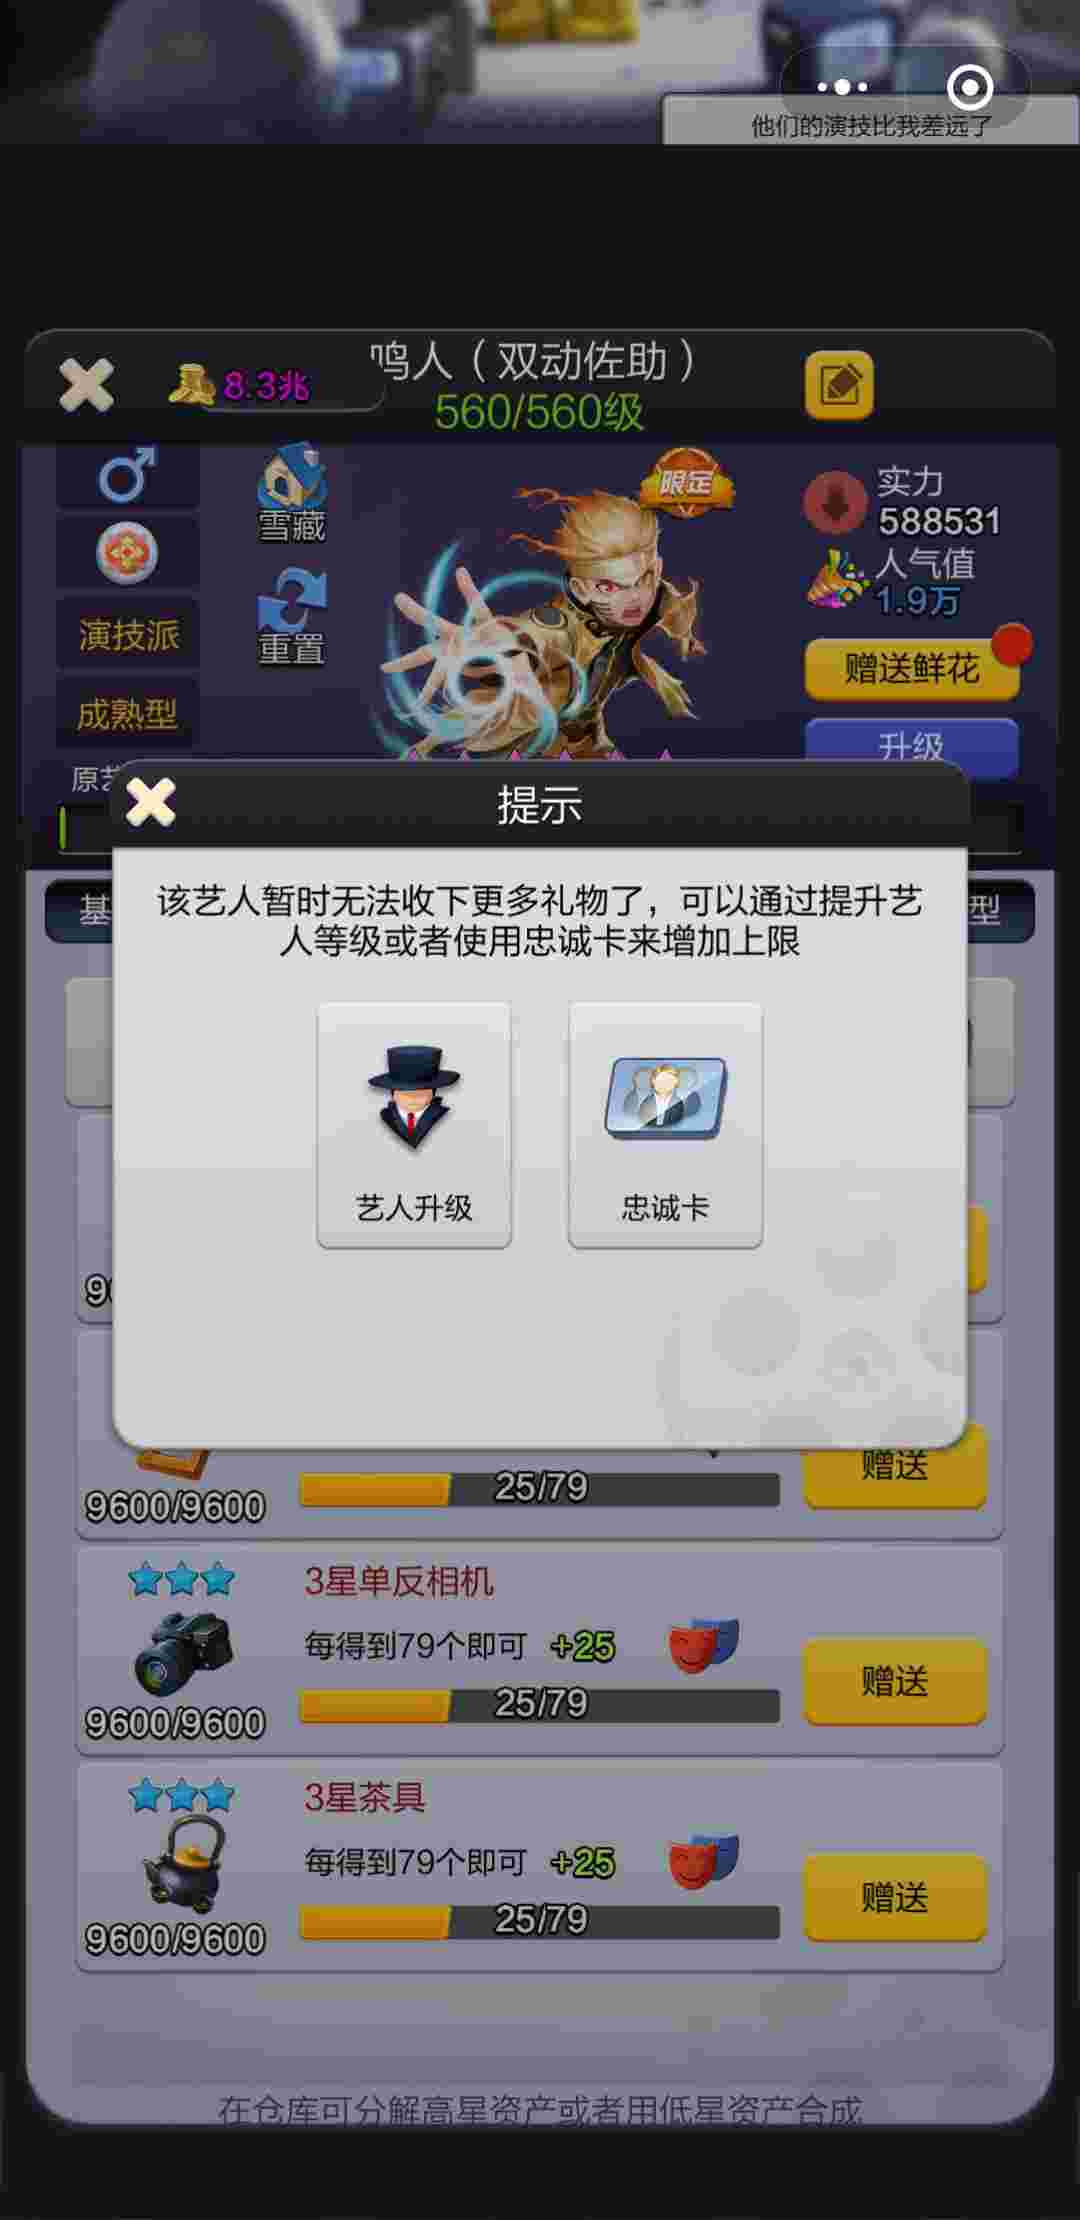 他们的演技比我差远了
鸣人（双动佐助）
8.3兆
560/560级
限定
实力
588531
雪藏
人气值
1.9万
演技派
重置
赠送鲜花
成熟型
升级
提示
该艺人暂时无法收下更多礼物了，可以通过提升艺
人等级或者使用忠诚卡来增加上限
基
型
艺人升级
忠诚卡
赠送
9600/9600
25/79
3星单反相机
每得到79个即可 +25
赠送
9600/9600
25/79
3星茶具
每得到79个即可 +25
赠送
9600/9600
25/79
在仓库可分解高星资产或者用低星资产合成